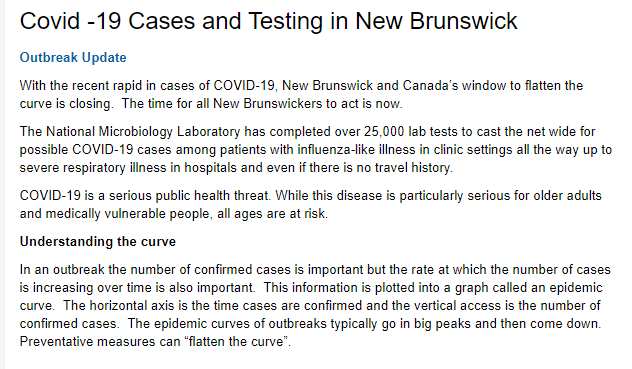 Covid -19 Cases and Testing in New Brunswick
Outbreak Update
With the recent rapid in cases of COVID-19, New Brunswick and Canada's window to flatten the
curve is closing.  The time for all New Brunswickers to act is now.
The National Microbiology Laboratory has completed over 25,000 lab tests to cast the net wide for
possible COVID-19 cases among patients with influenza-like illness in clinic settings all the way up to
severe respiratory illness in hospitals and even if there is no travel history.
COVID-19 is a serious public health threat. While this disease is particularly serious for older adults
and medically vulnerable people, all ages are at risk.
Understanding the curve
In an outbreak the number of confirmed cases is important but the rate at which the number of cases
is increasing over time is also important.  This information is plotted into a graph called an epidemic
curve.  The horizontal axis is the time cases are confirmed and the vertical access is the number of
confirmed cases.  The epidemic curves of outbreaks typically go in big peaks and then come down.
Preventative measures can “flatten the curve”.